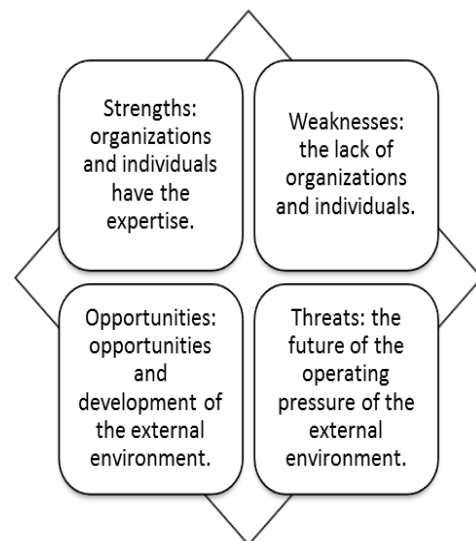 Strengths:
organizations
and individuals
have the
expertise.
Weaknesses:
the lack of
organizations
and individuals.
Opportunities:
opportunities
and
development of
the external
environment.
Threats: the
future of the
operating
pressure of the
external
environment.